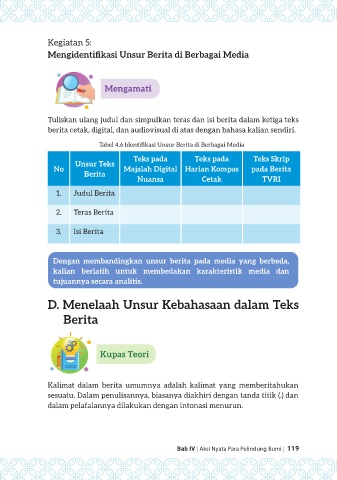 Kegiatan 5:
Mengidentifikasi Unsur Berita di Berbagai Media
Mengamati
Tuliskan ulang judul dan simpulkan teras dan isi berita dalam ketiga teks
berita cetak, digital, dan audiovisual di atas dengan bahasa kalian sendiri.
Tabel 4.6 Identifikasi Unsur Berita di Berbagai Media
No
Unsur Teks
Berita
Teks pada
Majalah Digital
Nuansa
Teks pada
Harian Kompas
Cetak
Teks Skrip
pada Berita
TVRI
1. Judul Berita
2. Teras Berita
3. Isi Berita
Dengan membandingkan unsur berita pada media yang berbeda,
kalian berlatih untuk membedakan karakteristik media dan
tujuannya secara analitis.
D. Menelaah Unsur Kebahasaan dalam Teks
Berita
Kupas Teori
Kalimat dalam berita umumnya adalah kalimat yang memberitahukan
sesuatu. Dalam penulisannya, biasanya diakhiri dengan tanda titik (.) dan
dalam pelafalannya dilakukan dengan intonasi menurun.
Bab IV | Aksi Nyata Para Pelindung Bumi | 119